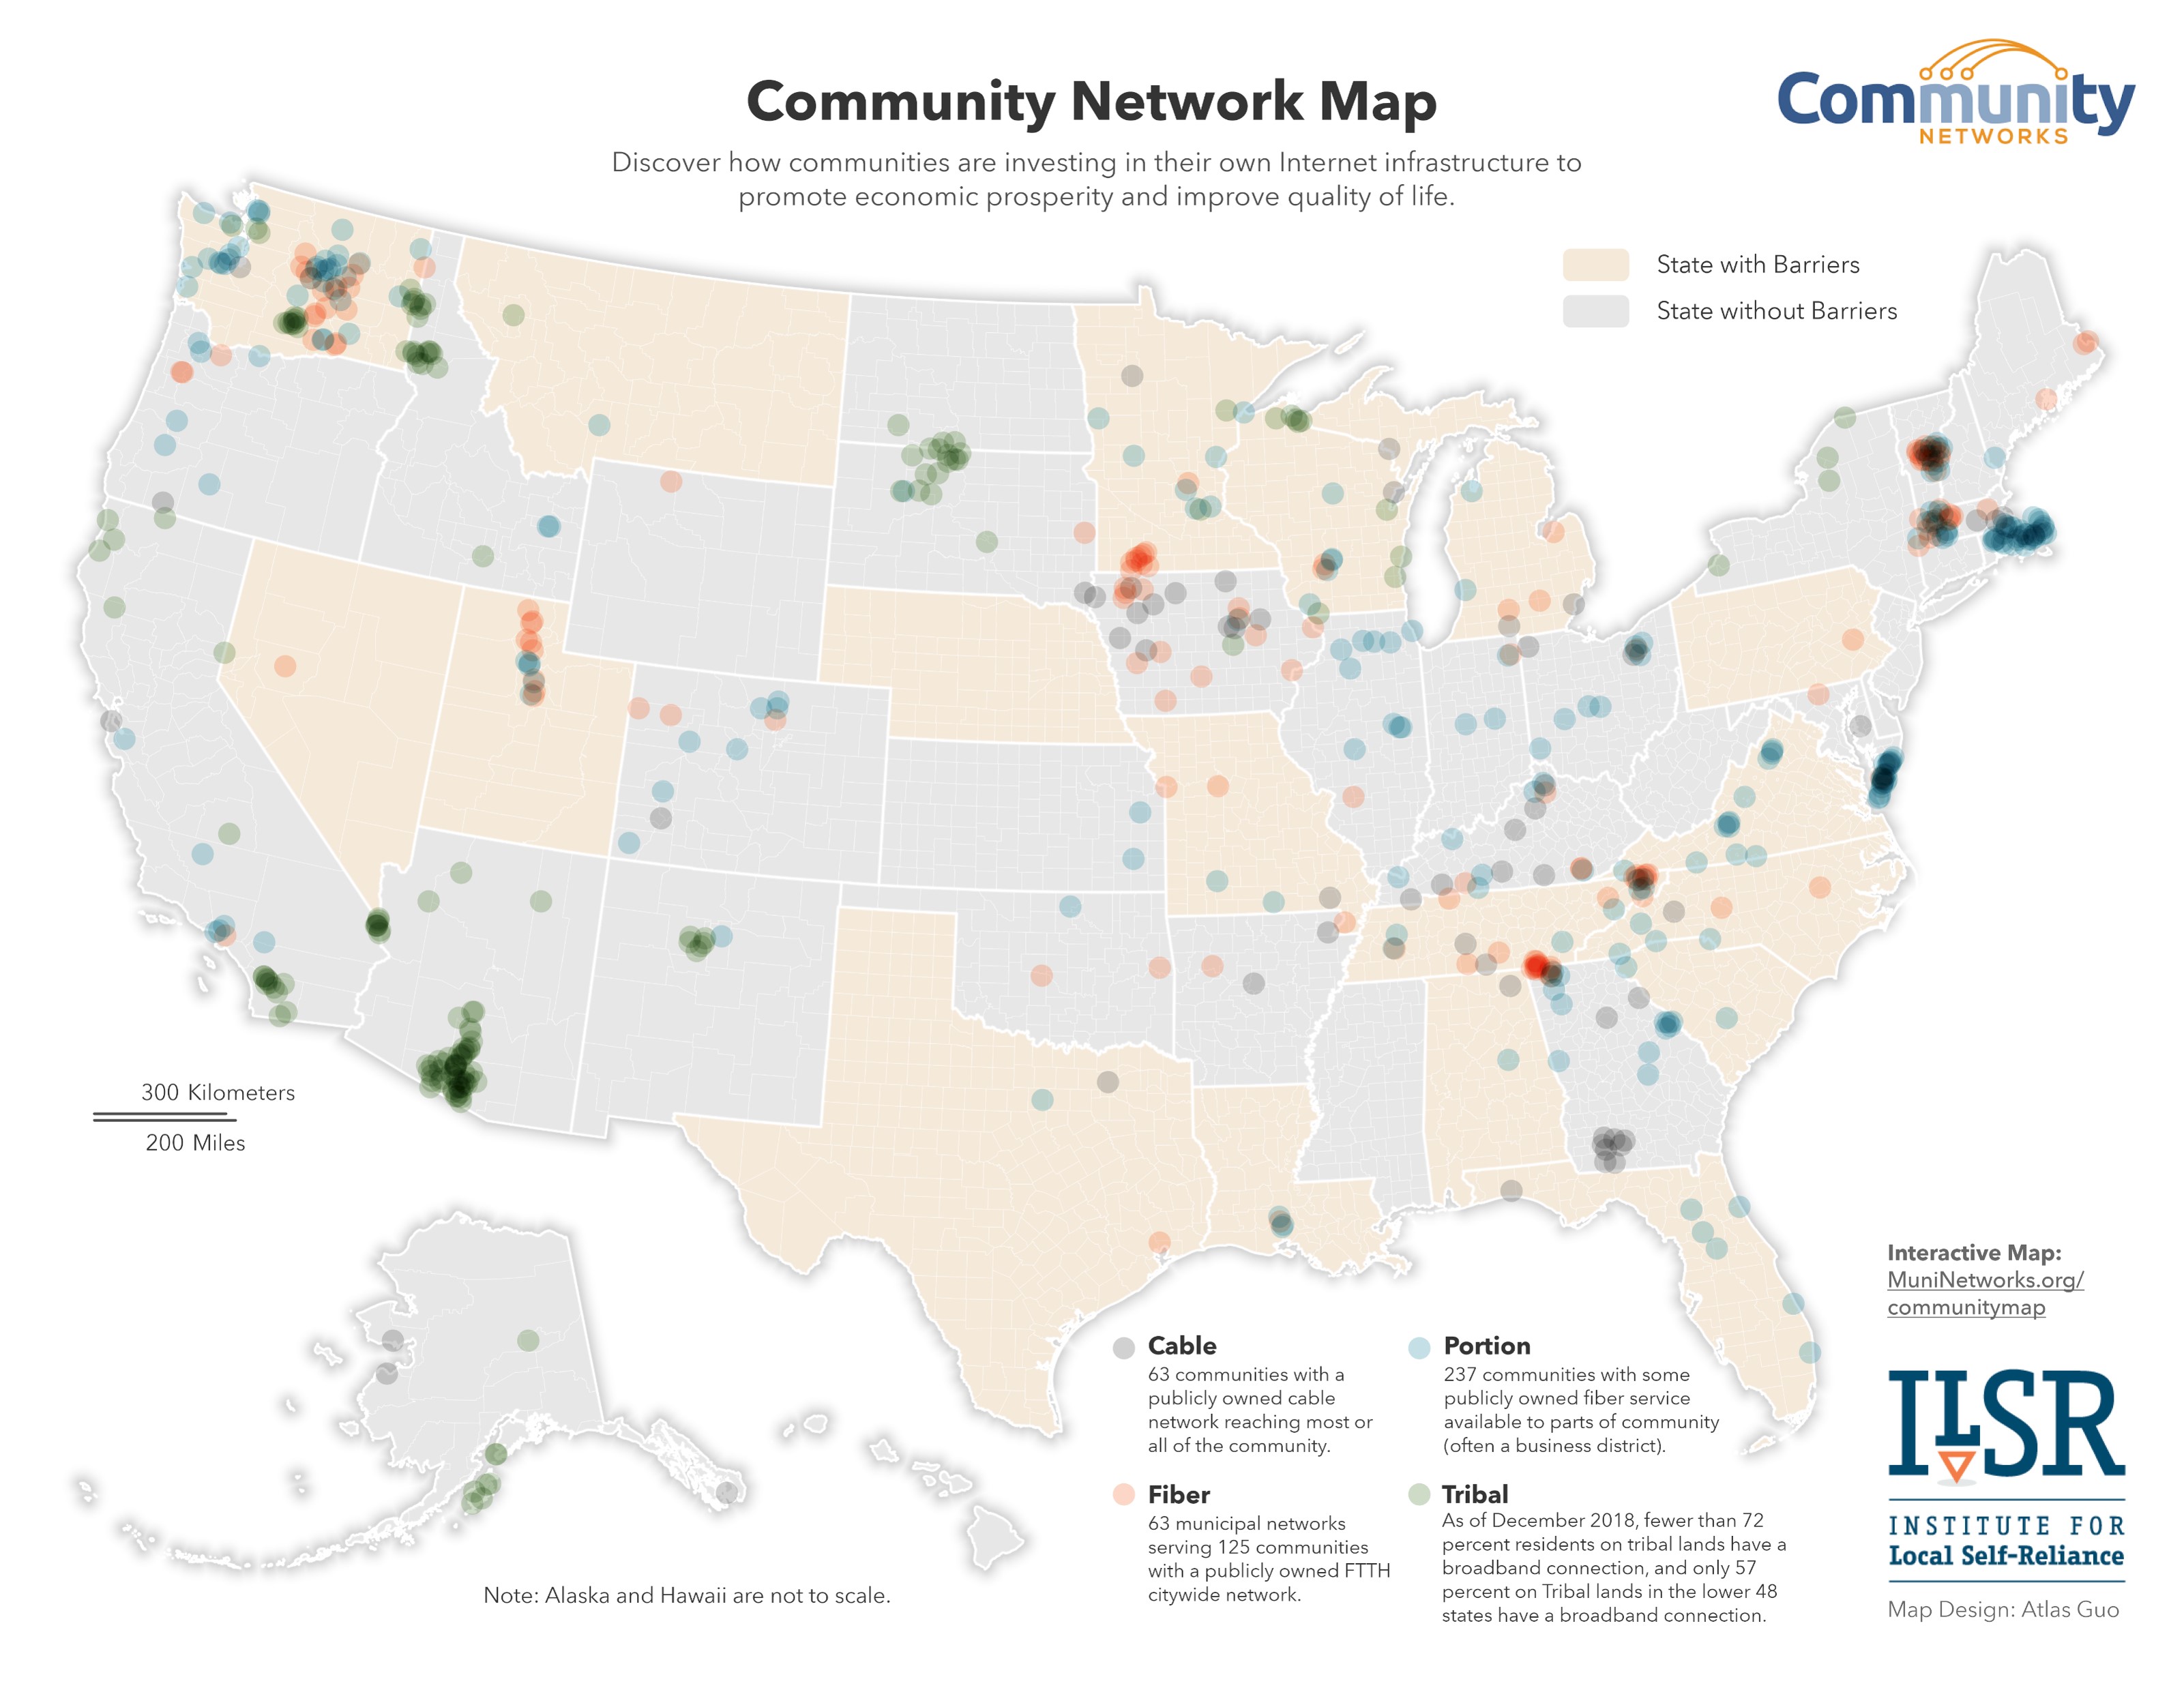 Community Network Map
Discover how communities are investing in their own Internet infrastructure to
promote economic prosperity and improve quality of life.
Community
NETWORKS
State with Barriers
State without Barriers
300 Kilometers
200 Miles
Interactive Map:
MuniNetworks.org/
communitymap
Cable
63 communities with a
publicly owned cable
network reaching most or
all of the community.
Portion
237 communities with some
publicly owned fiber service
available to parts of community
(often a business district).
Fiber
63 municipal networks
serving 125 communities
with a publicly owned FTTH
citywide network.
Tribal
As of December 2018, fewer than 72
percent residents on tribal lands have a
broadband connection, and only 57
percent on Tribal lands in the lower 48
states have a broadband connection.
ILSR
INSTITUTE FOR
Local Self-Reliance
Map Design: Atlas Guo
Note: Alaska and Hawaii are not to scale.